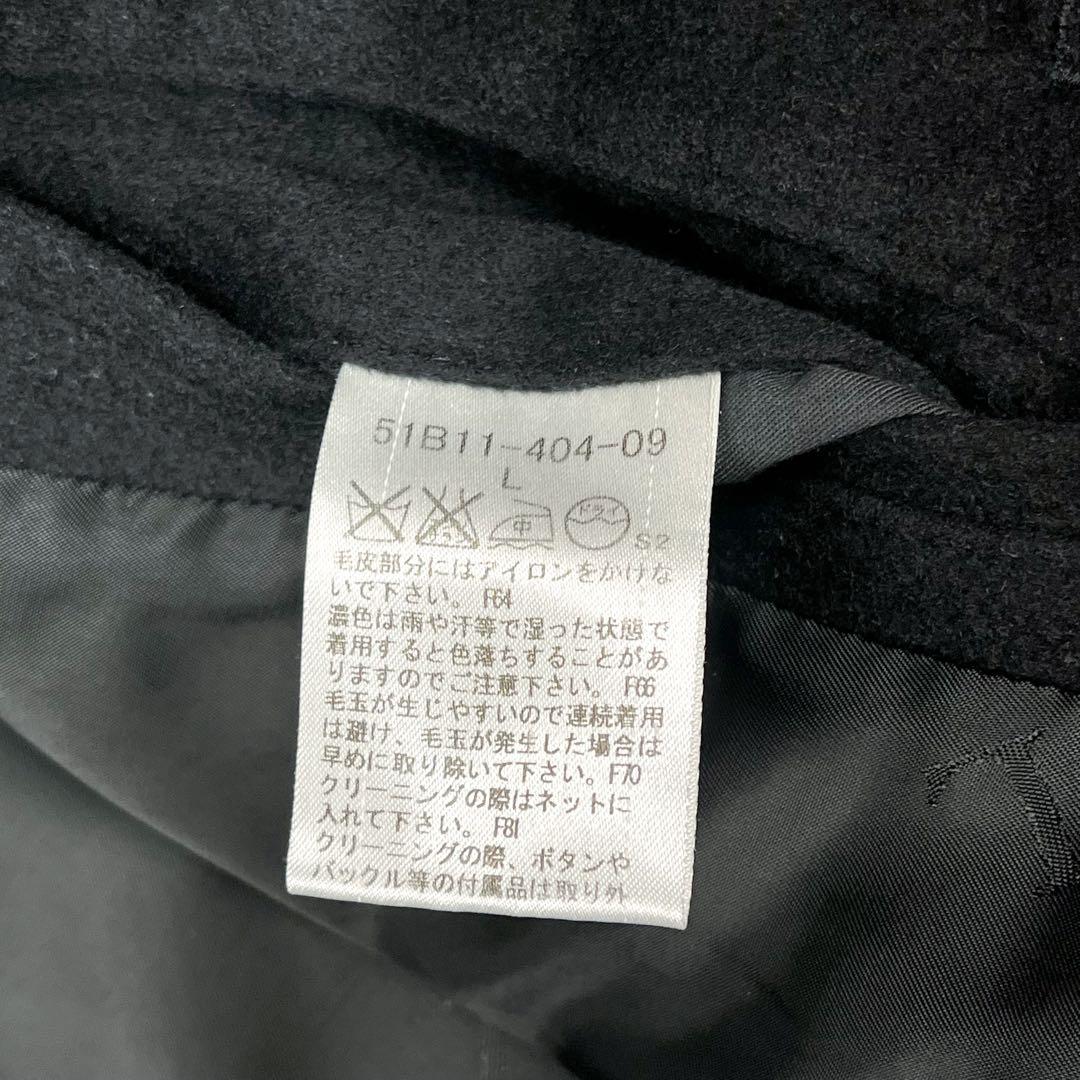 51B11-404-09
L
中 ドライ
S2
毛皮部分にはアイロンをかけな
いで下さい。 F64
濃色は雨や汗等で湿った状態で
着用すると色落ちすることがあ
りますのでご注意下さい。 F66
毛玉が生じやすいので連続着用
は避け、毛玉が発生した場合は
早めに取り除いて下さい。F70
クリーニングの際はネットに
入れて下さい。 F81
クリーニングの際、ボタンや
バックル等の付属品は取り外